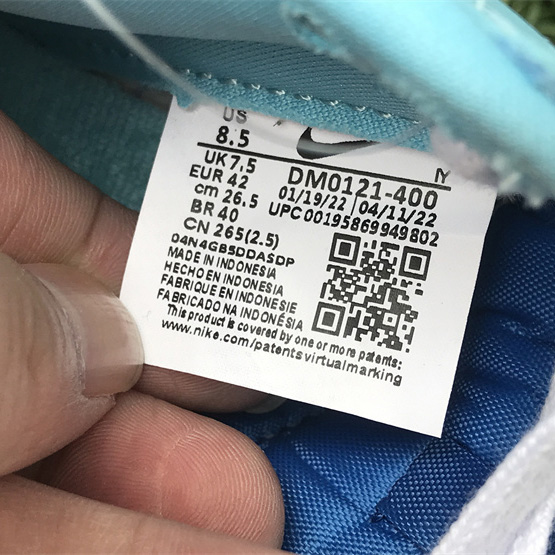 US
8.5
UK 7,5
EUR 42
cm 26.5
BR 40
CN 265(2.5)
IY
DM0121-400
01/19/22 04/11/22
UPC 00195869949802
04N4GB5DDASDP
MADE IN INDONESIA
HECHO EN INDONESIA
FABRIQUE EN INDONESIE
FABRICADO NA INDONÉSIA
This product is covered by one or more patents:
www.nike.com/patentsvirtualmarking